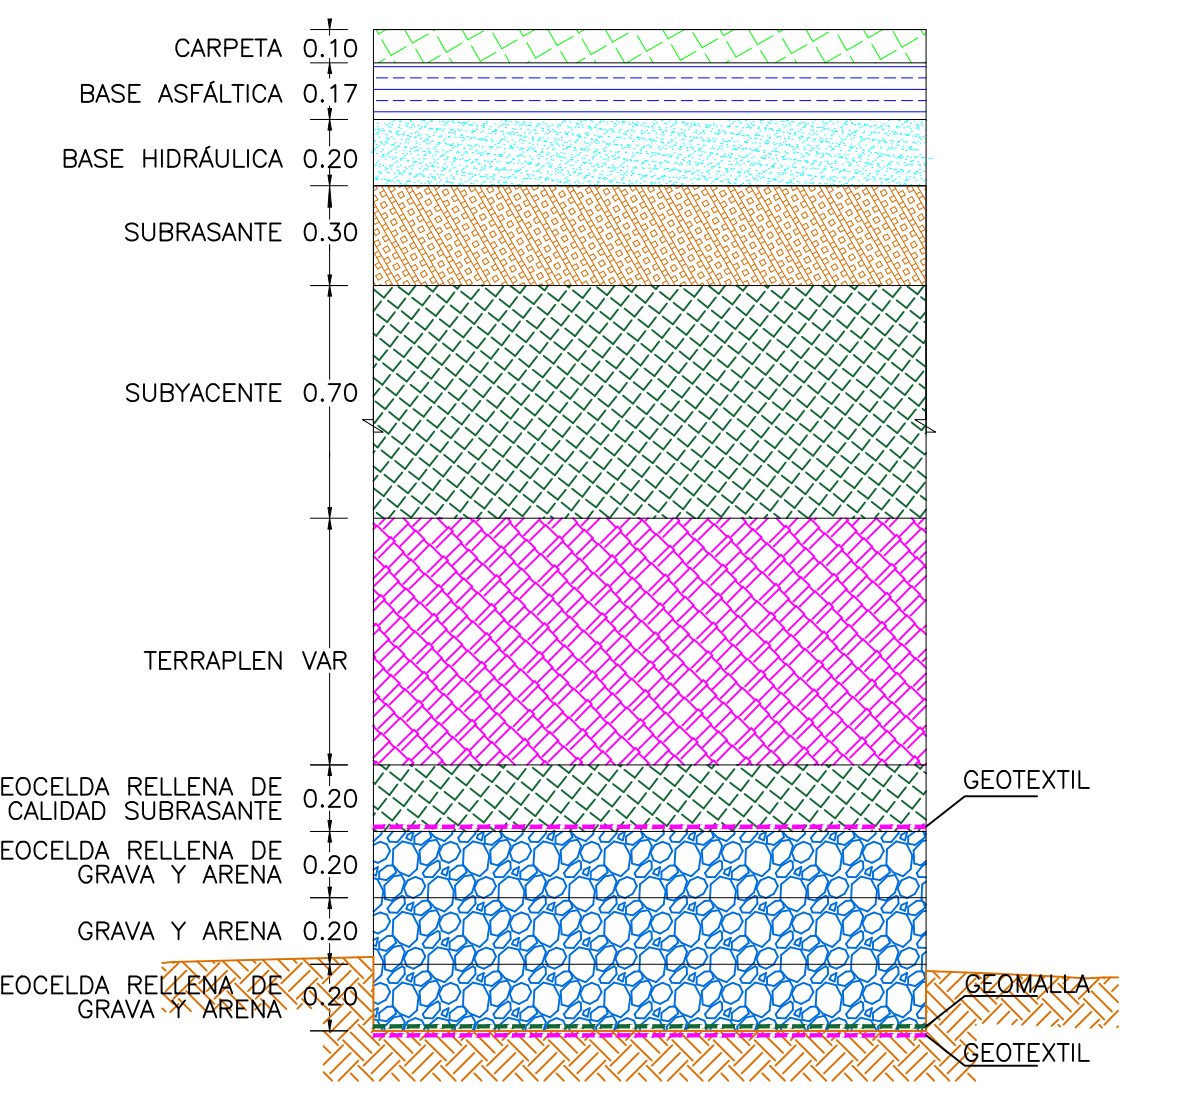 CARPETA 0.10
BASE ASFÁLTICA 0.17
BASE HIDRÁULICA 0.20
SUBRASANTE 0.30
SUBYACENTE 0.70
TERRAPLEN VAR
EOCELDA RELLENA DE
CALIDAD SUBRASANTE 0.20
GEOTEXTIL
EOCELDA RELLENA DE
GRAVA Y ARENA 0.20
GRAVA Y ARENA 0.20
EOCELDA RELLENA DE
GRAVA Y ARENA 0.20
GEOMALLA
GEOTEXTIL